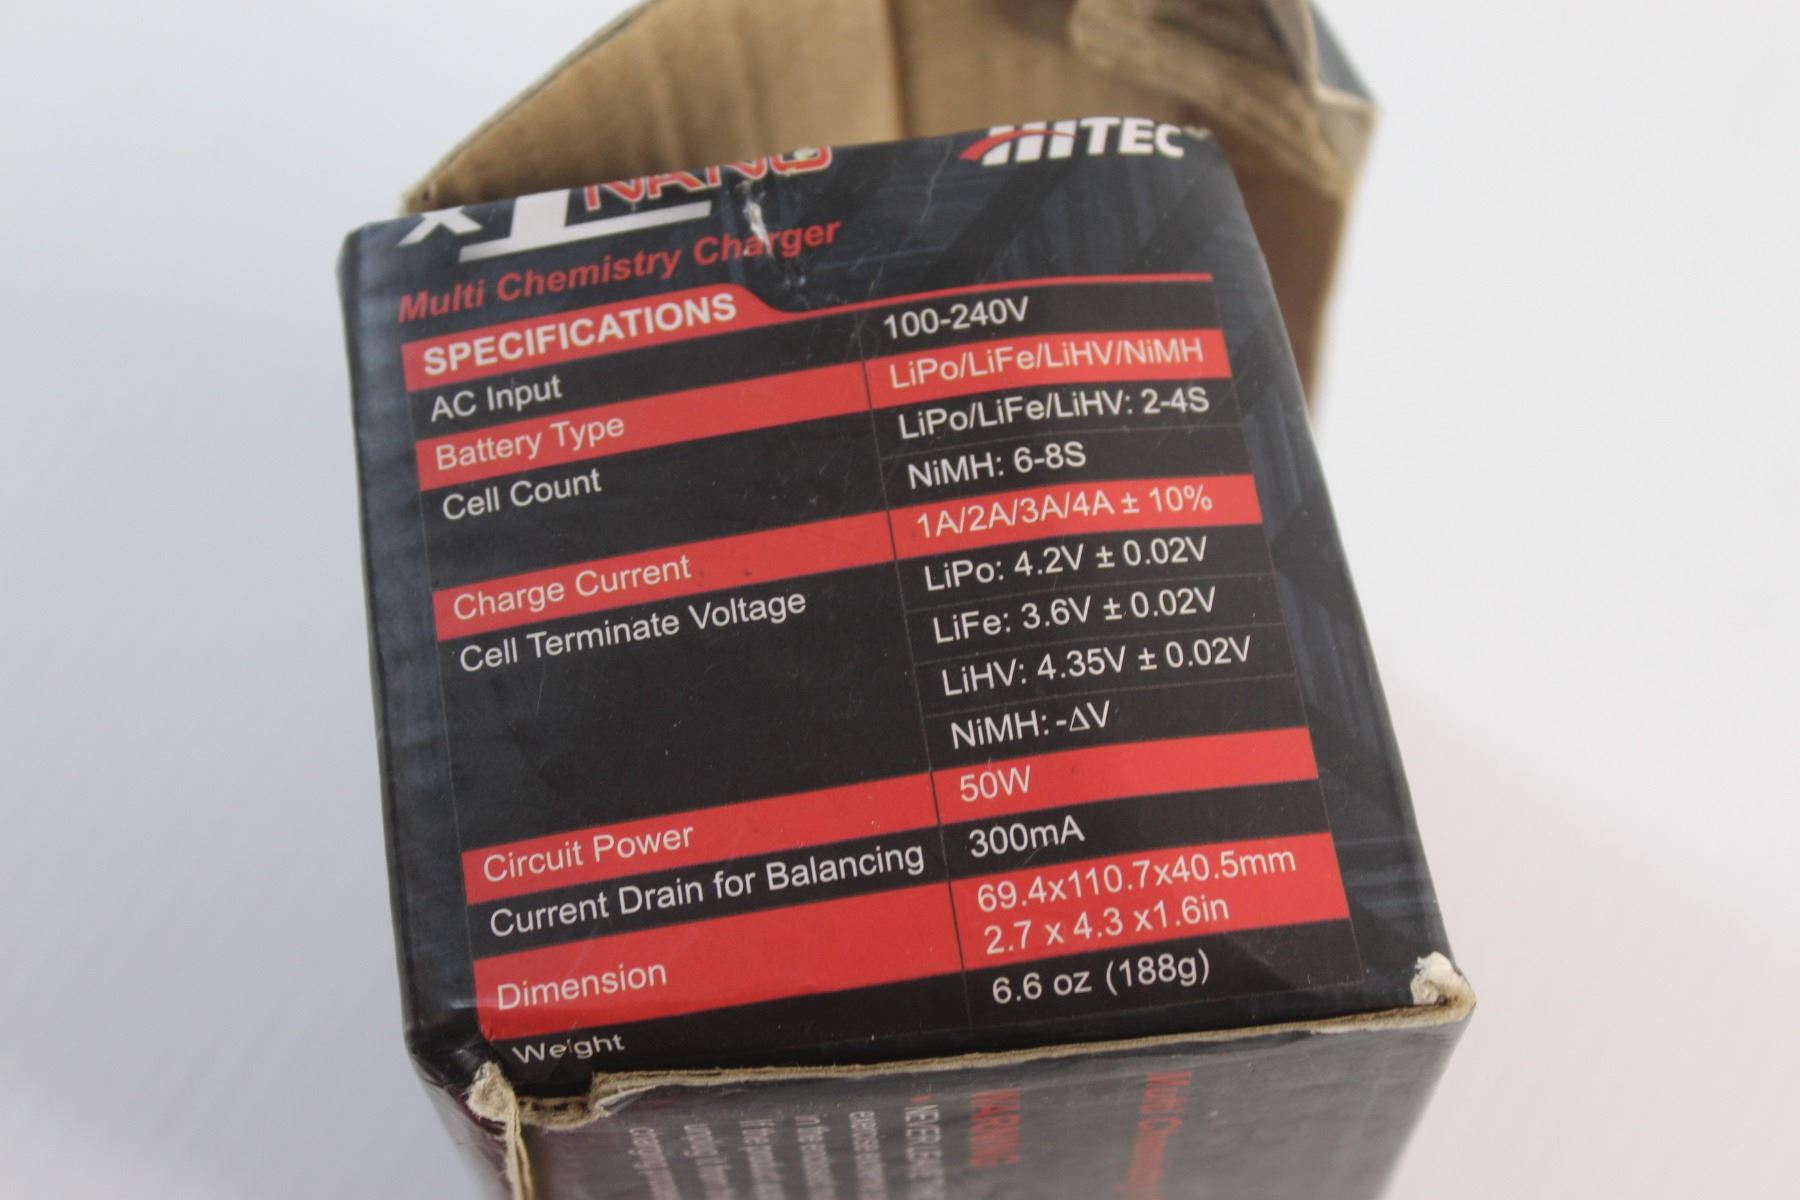 X1 NANO
HITEC
Multi Chemistry Charger
SPECIFICATIONS
AC Input 100-240V
Battery Type LiPo/LiFe/LiHV/NiMH
Cell Count LiPo/LiFe/LiHV: 2-4S
NiMH: 6-8S
Charge Current 1A/2A/3A/4A ± 10%
Cell Terminate Voltage LiPo: 4.2V ± 0.02V
LiFe: 3.6V ± 0.02V
LiHV: 4.35V ± 0.02V
NiMH: -ΔV
Circuit Power 50W
Current Drain for Balancing 300mA
Dimension 69.4x110.7x40.5mm
2.7 x 4.3 x1.6in
Weight 6.6 oz (188g)
Multi
WARNING
NEVER